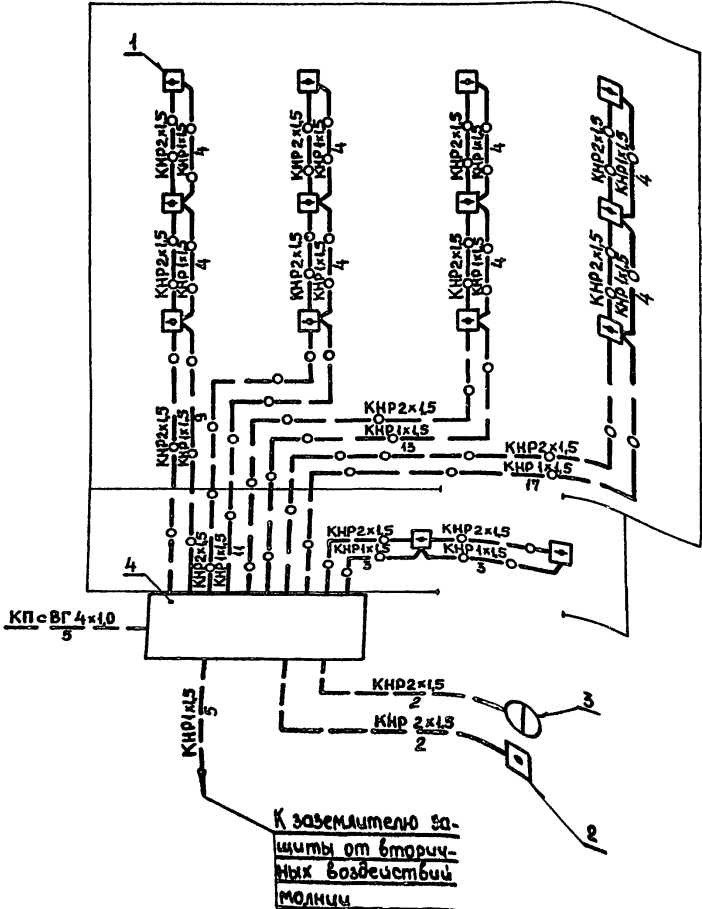 1
КНР2×1,5
КНР1×1,5
4
КНР2×1,5
КНР1×1,5
4
КНР2×1,5
КНР1×1,5
4
КНР2×1,5
КНР1×1,5
4
КНР2×1,5
КНР1×1,5
4
КНР2×1,5
КНР1×1,5
4
КНР2×1,5
КНР1×1,5
4
КНР2×1,5
КНР1×1,5
4
КНР2×1,5
КНР1×1,5
9
КНР2×1,5
КНР1×1,5
13
КНР2×1,5
КНР1×1,5
17
КНР2×1,5
КНР1×1,5
11
КНР2×1,5
КНР1×1,5
3
КНР2×1,5
КНР1×1,5
3
4
КПсВГ 4×1,0
5
КНР1×1,5
5
КНР2×1,5
2
3
КНР 2×1,5
2
2
К заземлителю за-
щиты от вторич-
ных воздействий
молнии